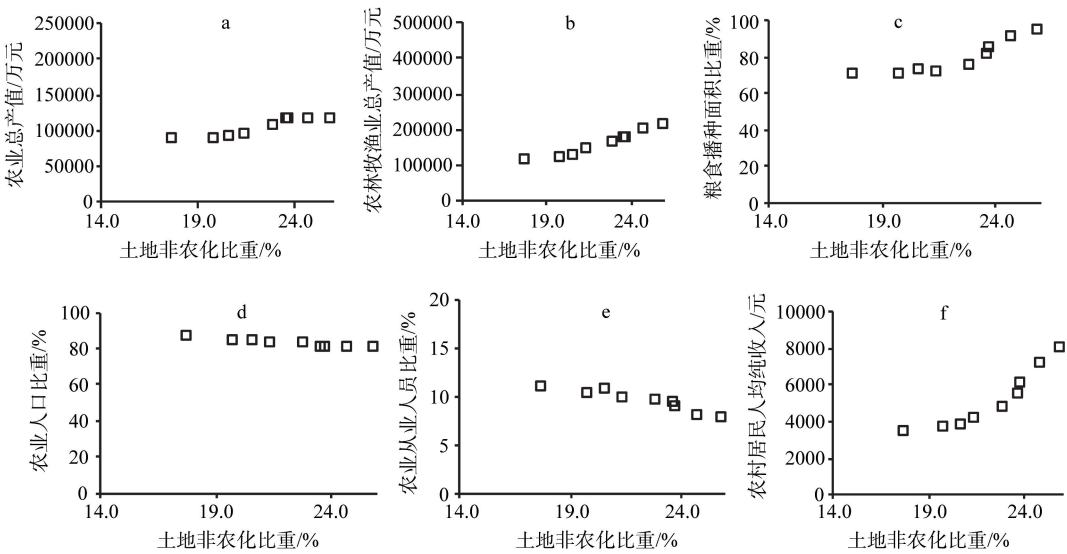 a
农业总产值/万元
250000
200000
150000
100000
50000
0
14.0 19.0 24.0
土地非农化比重/%
b
农林牧渔业总产值/万元
500000
400000
300000
200000
100000
0
14.0 19.0 24.0
土地非农化比重/%
c
粮食播种面积比重/%
100
80
60
40
20
0
14.0 19.0 24.0
土地非农化比重/%
d
农业人口比重/%
100
80
60
40
20
0
14.0 19.0 24.0
土地非农化比重/%
e
农业从业人员比重/%
20
15
10
5
0
14.0 19.0 24.0
土地非农化比重/%
f
农村居民人均纯收入/元
10000
8000
6000
4000
2000
0
14.0 19.0 24.0
土地非农化比重/%